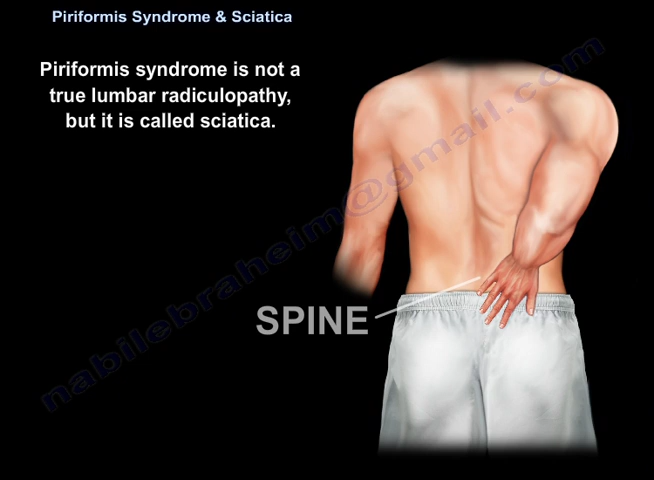 Piriformis Syndrome & Sciatica
Piriformis syndrome is not a
true lumbar radiculopathy,
but it is called sciatica.
SPINE
nabilebraheim@gmail.com